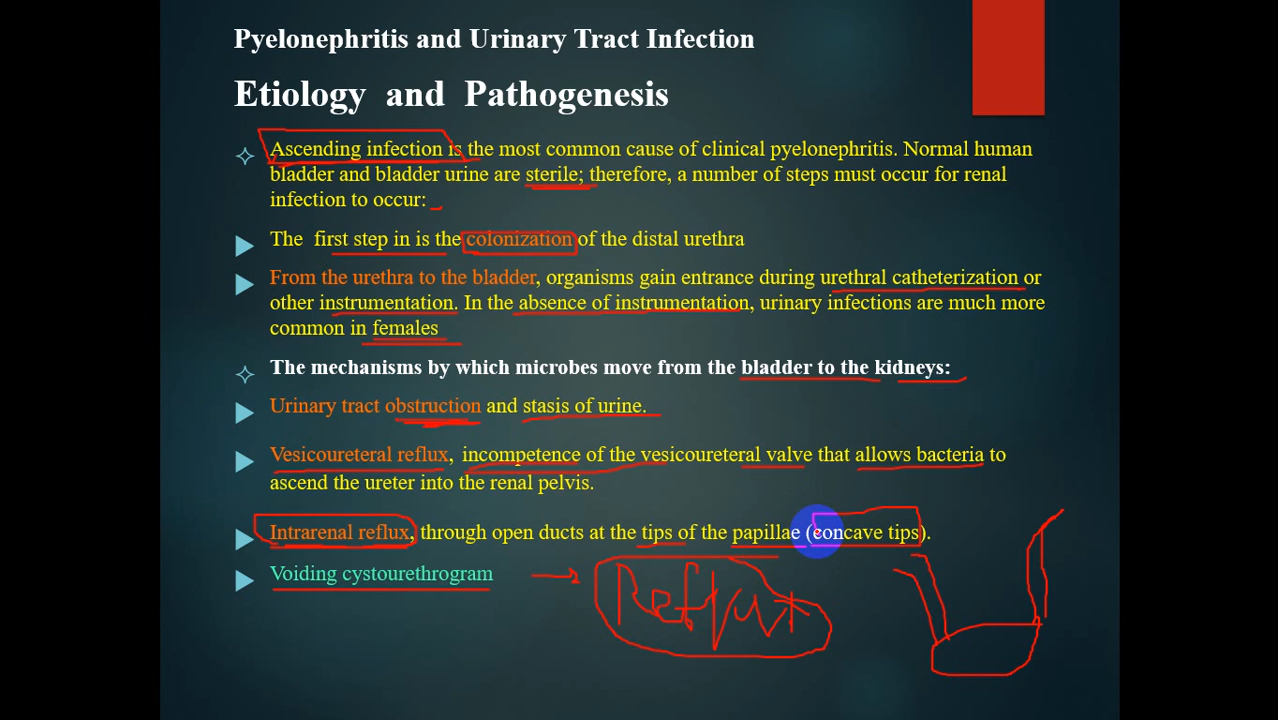 Pyelonephritis and Urinary Tract Infection
Etiology and Pathogenesis
Ascending infection is the most common cause of clinical pyelonephritis. Normal human
bladder and bladder urine are sterile; therefore, a number of steps must occur for renal
infection to occur:
The first step in is the colonization of the distal urethra
From the urethra to the bladder, organisms gain entrance during urethral catheterization or
other instrumentation. In the absence of instrumentation, urinary infections are much more
common in females
The mechanisms by which microbes move from the bladder to the kidneys:
Urinary tract obstruction and stasis of urine.
Vesicoureteral reflux, incompetence of the vesicoureteral valve that allows bacteria to
ascend the ureter into the renal pelvis.
Intrarenal reflux, through open ducts at the tips of the papillae (concave tips).
Voiding cystourethrogram
Reflux